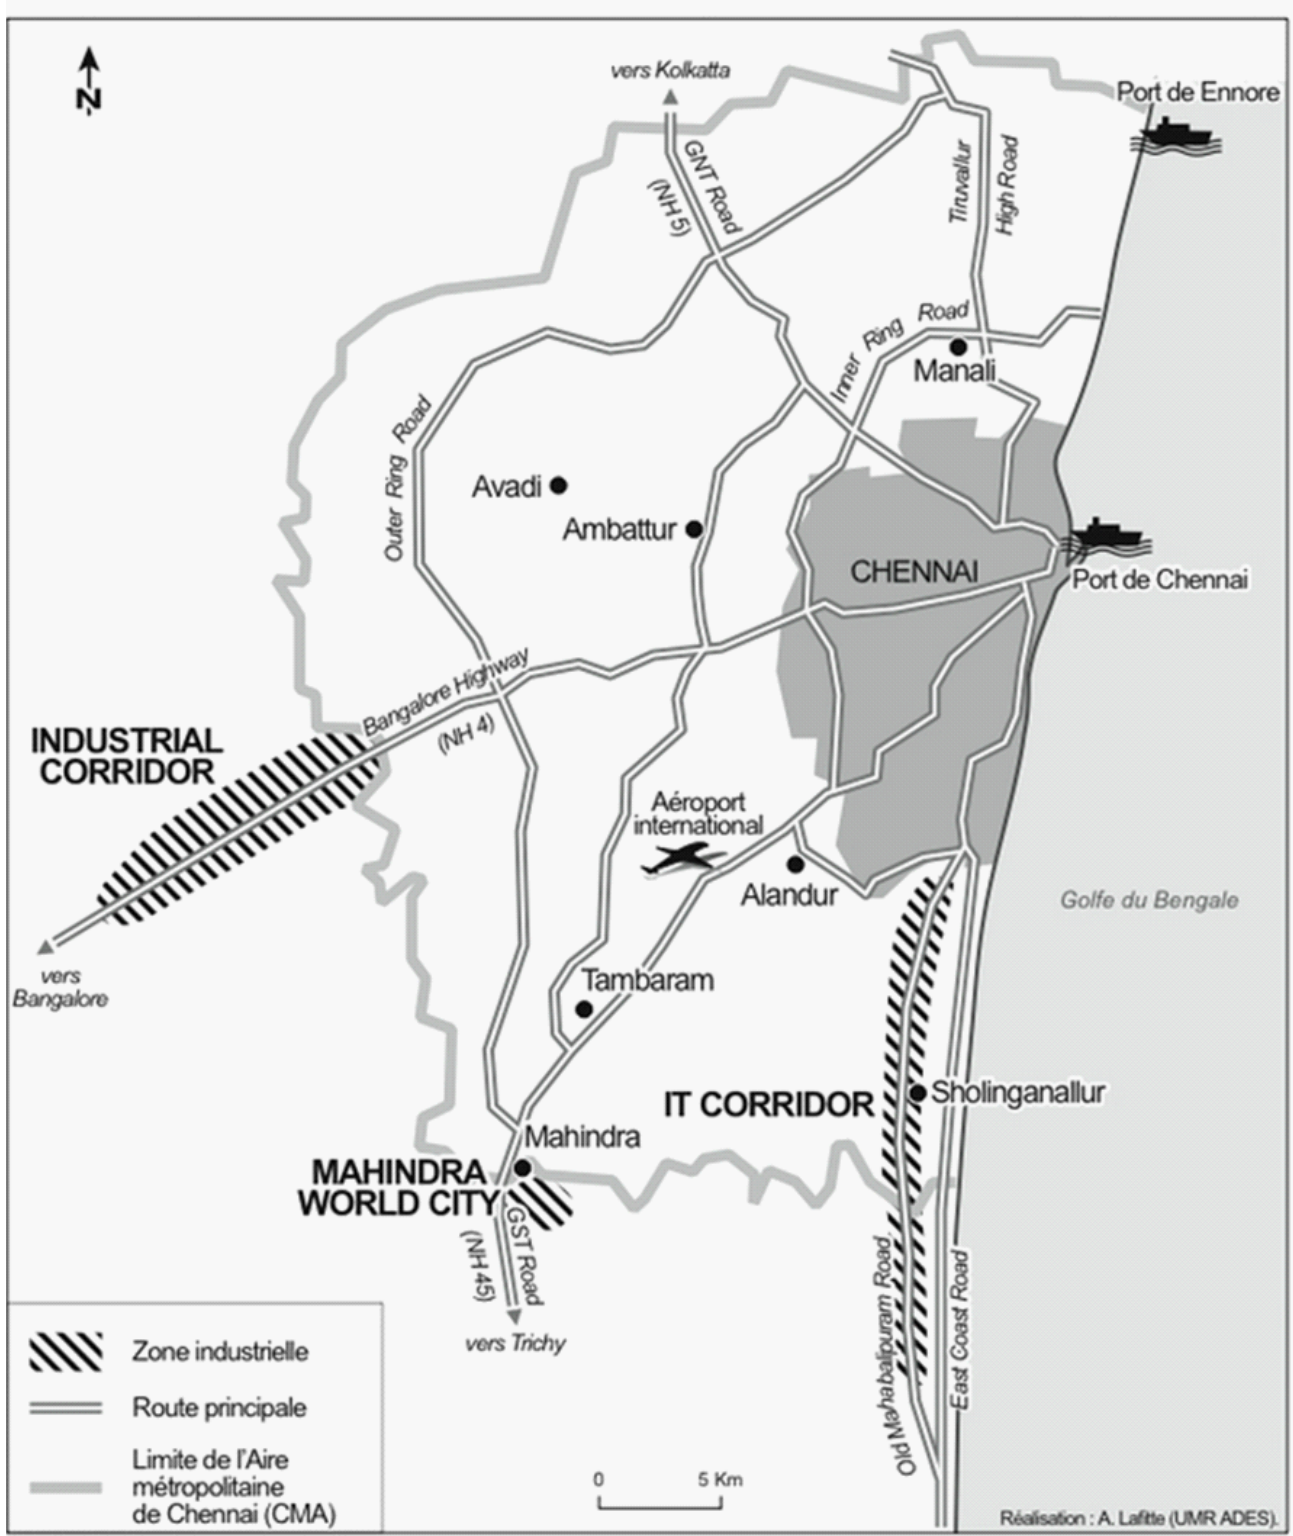 N
vers Kolkatta
Port de Ennore
GNT Road
(NH 5)
Tiruvallur
High Road
Inner Ring Road
Manali
Outer Ring Road
Avadi
Ambattur
CHENNAI
Port de Chennai
Bangalore Highway
(NH 4)
INDUSTRIAL
CORRIDOR
Aéroport
international
Alandur
Golfe du Bengale
vers
Bangalore
Tambaram
IT CORRIDOR
Sholinganallur
Mahindra
MAHINDRA
WORLD CITY
GST Road
(NH 45)
vers Trichy
Old Mahabalipuram Road
East Coast Road
Zone industrielle
Route principale
Limite de l'Aire
métropolitaine
de Chennai (CMA)
0 5 Km
Réalisation : A. Lafitte (UMR ADES).